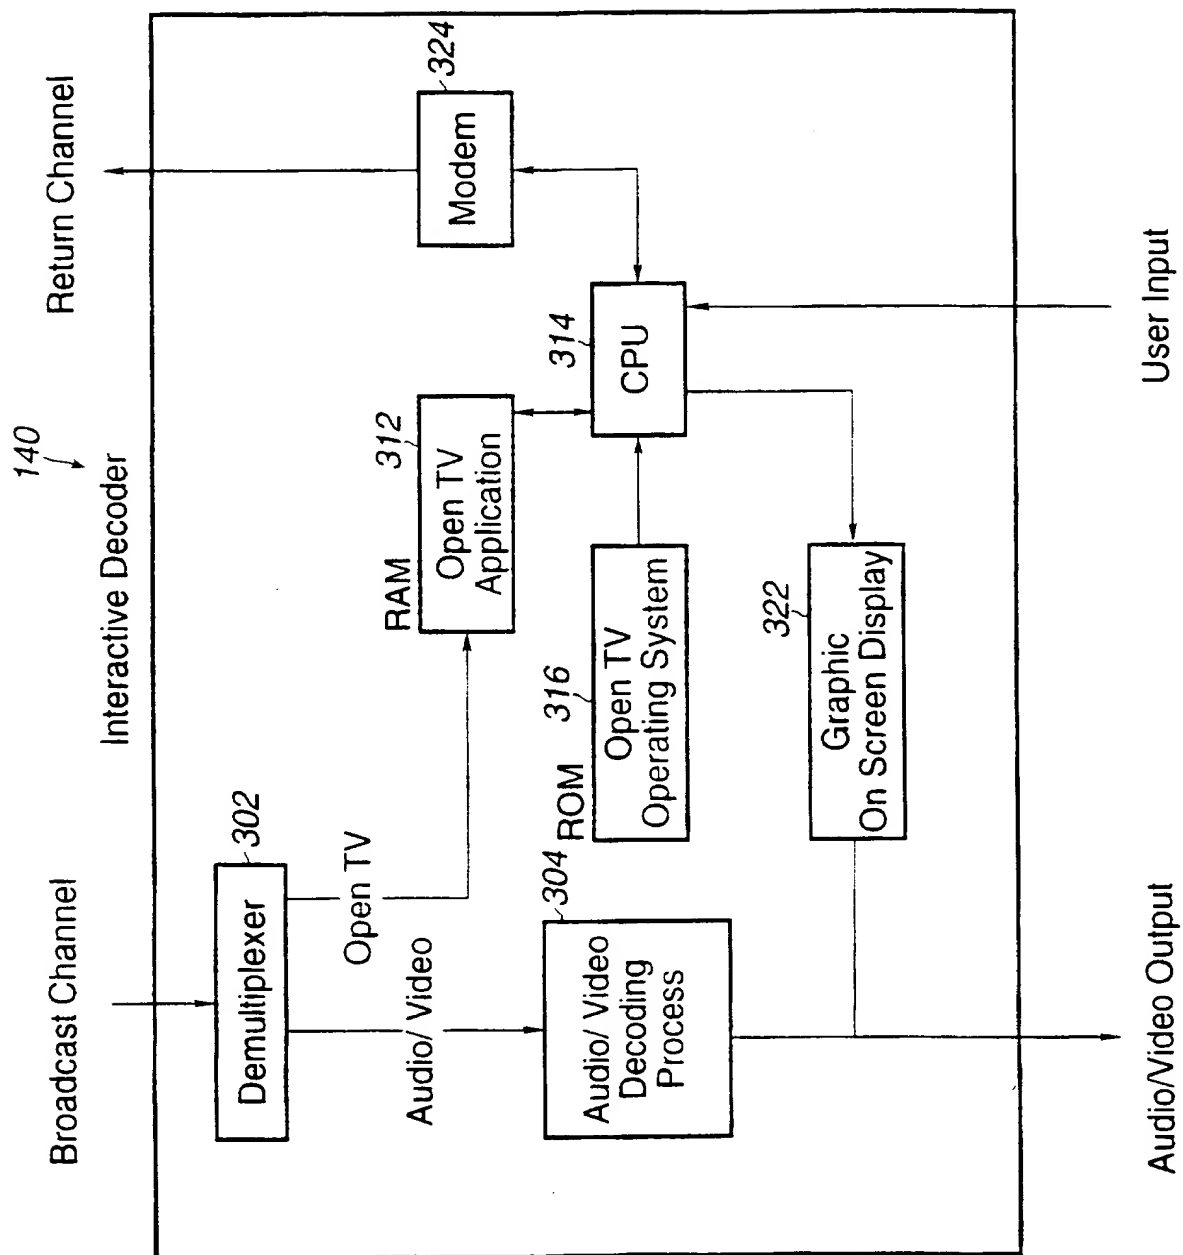 140
Interactive Decoder
Broadcast Channel
Return Channel
302
Demultiplexer
Open TV
Audio/ Video
RAM
312
Open TV
Application
324
Modem
304
Audio/ Video
Decoding
Process
ROM
316
Open TV
Operating System
314
CPU
322
Graphic
On Screen Display
Audio/Video Output
User Input